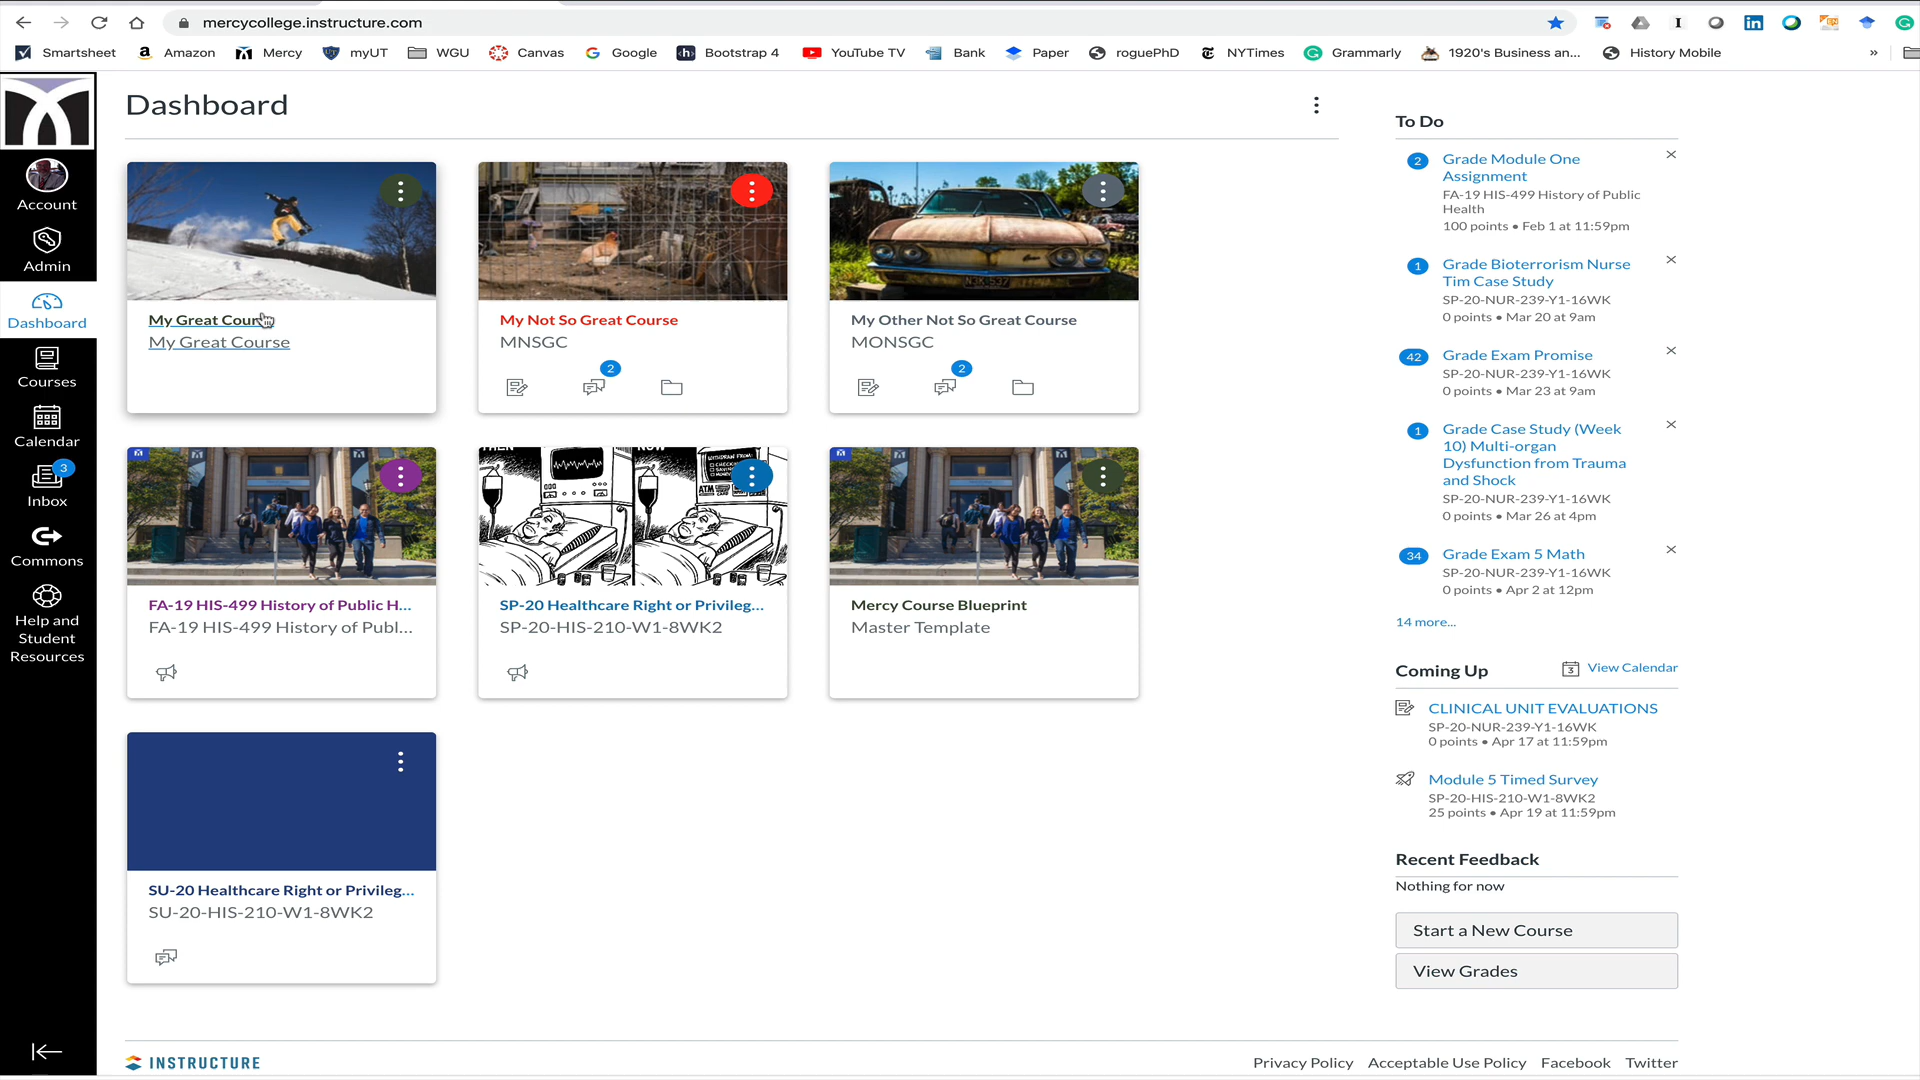 mercycollege.instructure.com
Smartsheet Amazon Mercy myUT WGU Canvas Google Bootstrap 4 YouTube TV Bank Paper roguePhD NYTimes Grammarly 1920's Business an... History Mobile »
Dashboard
Account
Admin
Dashboard
Courses
Calendar
3
Inbox
Commons
Help and
Student
Resources
My Great Cour
My Great Course
My Not So Great Course
MNSGC
2
My Other Not So Great Course
MONSGC
2
FA-19 HIS-499 History of Public H...
FA-19 HIS-499 History of Publ...
SP-20 Healthcare Right or Privileg...
SP-20-HIS-210-W1-8WK2
Mercy Course Blueprint
Master Template
SU-20 Healthcare Right or Privileg...
SU-20-HIS-210-W1-8WK2
To Do
2 Grade Module One
Assignment
FA-19 HIS-499 History of Public
Health
100 points • Feb 1 at 11:59pm
1 Grade Bioterrorism Nurse
Tim Case Study
SP-20-NUR-239-Y1-16WK
0 points • Mar 20 at 9am
42 Grade Exam Promise
SP-20-NUR-239-Y1-16WK
0 points • Mar 23 at 9am
1 Grade Case Study (Week
10) Multi-organ
Dysfunction from Trauma
and Shock
SP-20-NUR-239-Y1-16WK
0 points • Mar 26 at 4pm
34 Grade Exam 5 Math
SP-20-NUR-239-Y1-16WK
0 points • Apr 2 at 12pm
14 more...
Coming Up 3 View Calendar
CLINICAL UNIT EVALUATIONS
SP-20-NUR-239-Y1-16WK
0 points • Apr 17 at 11:59pm
Module 5 Timed Survey
SP-20-HIS-210-W1-8WK2
25 points • Apr 19 at 11:59pm
Recent Feedback
Nothing for now
Start a New Course
View Grades
INSTRUCTURE
Privacy Policy Acceptable Use Policy Facebook Twitter